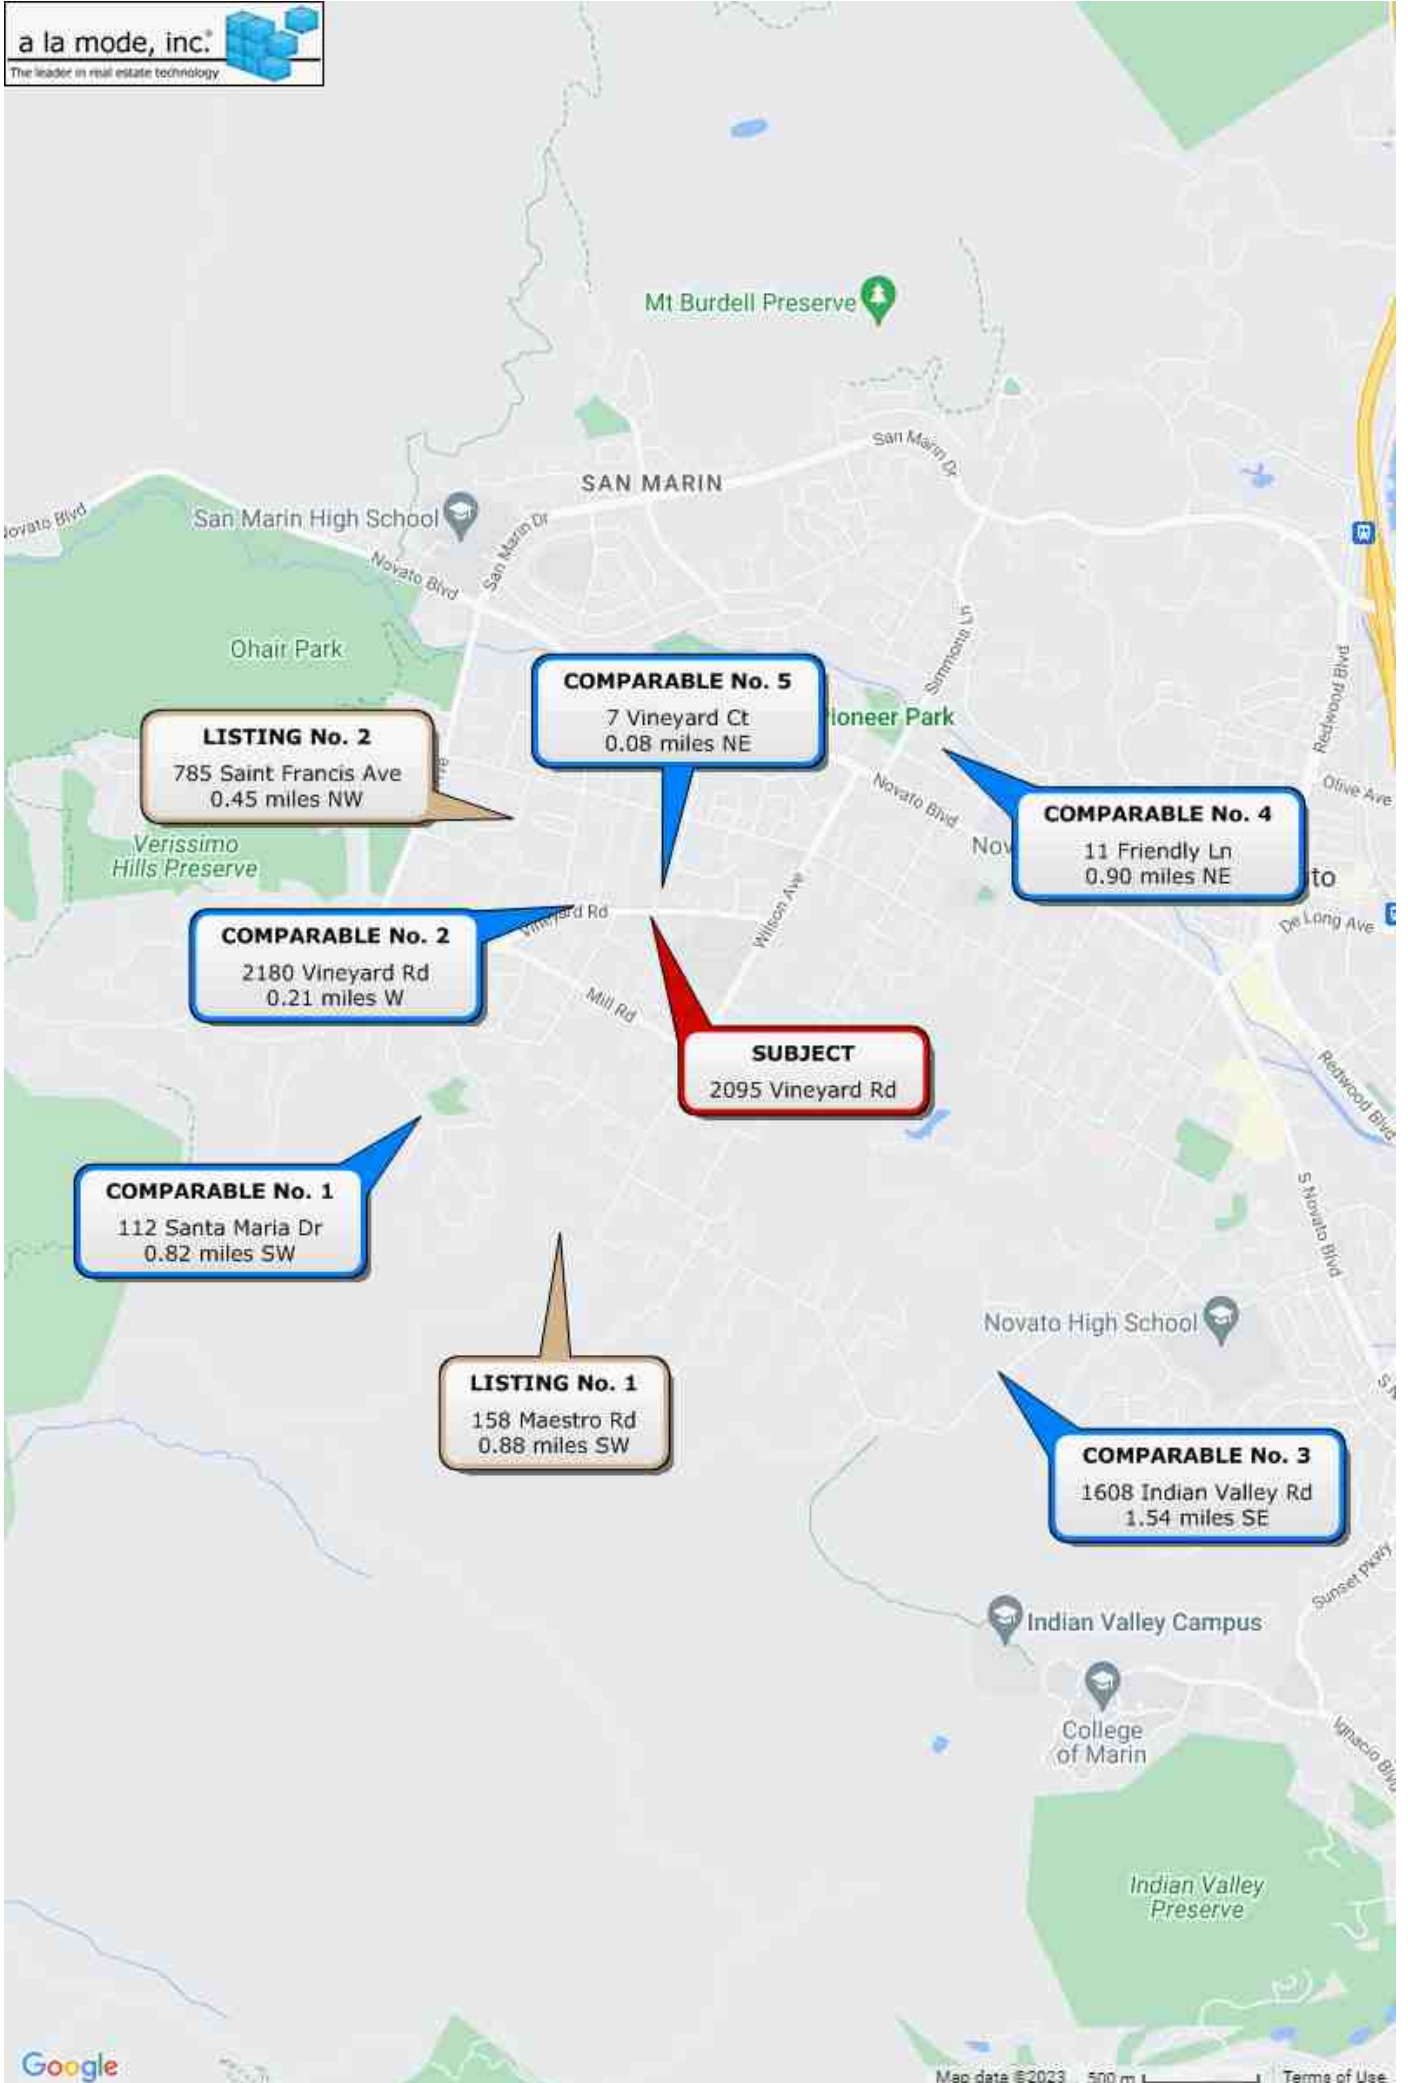 a la mode, inc.
The leader in real estate technology
Mt Burdell Preserve
San Marin Dr
SAN MARIN
San Marin High School
Novato Blvd
San Marin Dr
Novato Blvd
Simmons Ln
Ohair Park
Redwood Blvd
COMPARABLE No. 5
7 Vineyard Ct
0.08 miles NE
Pioneer Park
LISTING No. 2
785 Saint Francis Ave
0.45 miles NW
Novato Blvd
Olive Ave
COMPARABLE No. 4
11 Friendly Ln
0.90 miles NE
Verissimo
Hills Preserve
Nov
to
Wilson Ave
De Long Ave
Vineyard Rd
COMPARABLE No. 2
2180 Vineyard Rd
0.21 miles W
Mill Rd
SUBJECT
2095 Vineyard Rd
Redwood Blvd
COMPARABLE No. 1
112 Santa Maria Dr
0.82 miles SW
S Novato Blvd
Novato High School
LISTING No. 1
158 Maestro Rd
0.88 miles SW
S N
COMPARABLE No. 3
1608 Indian Valley Rd
1.54 miles SE
Sunset Pkwy
Indian Valley Campus
College
of Marin
Ignacio Blvd
Indian Valley
Preserve
Google
Map data ©2023
500 m
Terms of Use